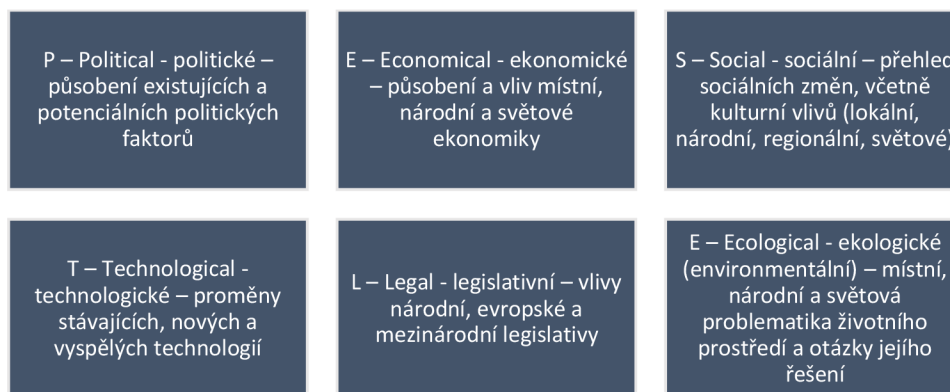 P – Political - politické –
působení existujících a
potenciálních politických
faktorů
E – Economical - ekonomické
– působení a vliv místní,
národní a světové
ekonomiky
S – Social - sociální – přehled
sociálních změn, včetně
kulturní vlivů (lokální,
národní, regionální, světové)
T – Technological -
technologické – proměny
stávajících, nových a
vyspělých technologií
L – Legal - legislativní – vlivy
národní, evropské a
mezinárodní legislativy
E – Ecological - ekologické
(environmentální) – místní,
národní a světová
problematika životního
prostředí a otázky jejího
řešení